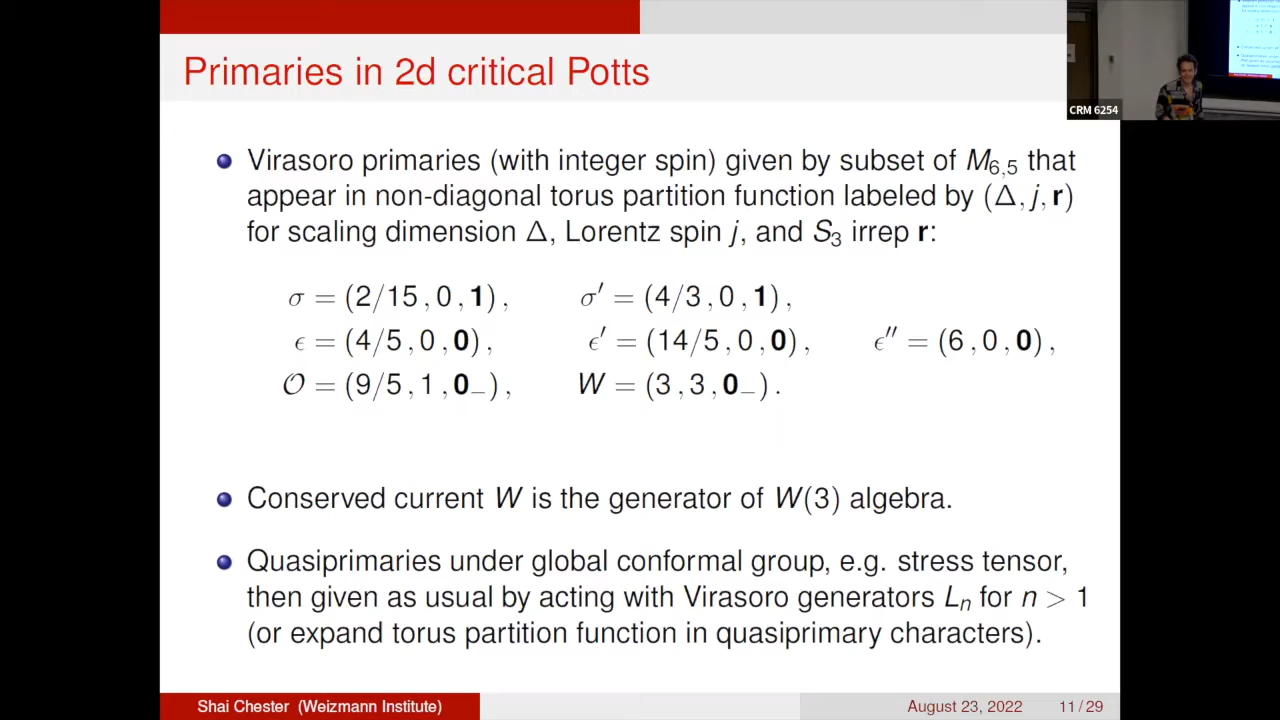 Primaries in 2d critical Potts
CRM 6254
Virasoro primaries (with integer spin) given by subset of M₆,₅ that
appear in non-diagonal torus partition function labeled by (Δ, j, r)
for scaling dimension Δ, Lorentz spin j, and S₃ irrep r:
σ = (2/15 , 0 , 1) , σ′ = (4/3 , 0 , 1) ,
ϵ = (4/5 , 0 , 0) , ϵ′ = (14/5 , 0 , 0) , ϵ″ = (6 , 0 , 0) ,
𝒪 = (9/5 , 1 , 0₋) , W = (3 , 3 , 0₋) .
Conserved current W is the generator of W(3) algebra.
Quasiprimaries under global conformal group, e.g. stress tensor,
then given as usual by acting with Virasoro generators Lₙ for n > 1
(or expand torus partition function in quasiprimary characters).
Shai Chester (Weizmann Institute) August 23, 2022 11 / 29